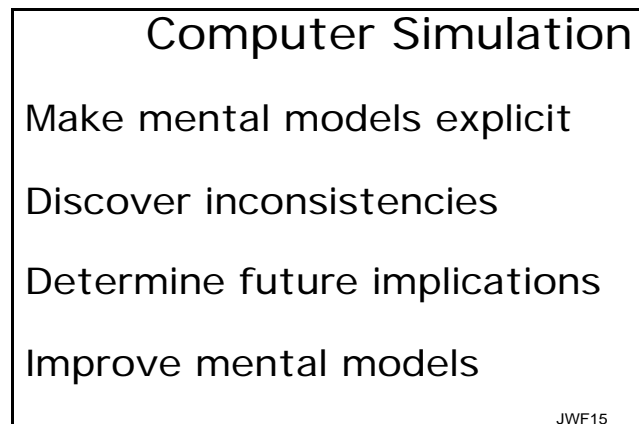 Computer Simulation
Make mental models explicit
Discover inconsistencies
Determine future implications
Improve mental models
JWF15